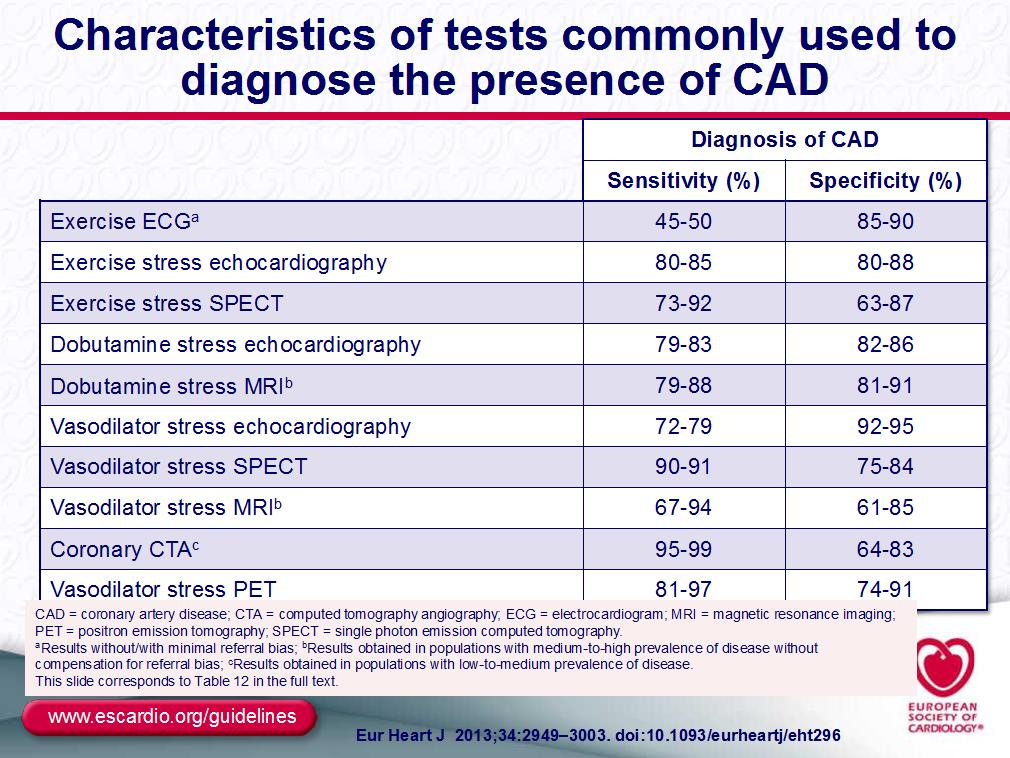 Characteristics of tests commonly used to
diagnose the presence of CAD
Diagnosis of CAD
Sensitivity (%) Specificity (%)
Exercise ECGa 45-50 85-90
Exercise stress echocardiography 80-85 80-88
Exercise stress SPECT 73-92 63-87
Dobutamine stress echocardiography 79-83 82-86
Dobutamine stress MRIb 79-88 81-91
Vasodilator stress echocardiography 72-79 92-95
Vasodilator stress SPECT 90-91 75-84
Vasodilator stress MRIb 67-94 61-85
Coronary CTAc 95-99 64-83
Vasodilator stress PET 81-97 74-91
CAD = coronary artery disease; CTA = computed tomography angiography; ECG = electrocardiogram; MRI = magnetic resonance imaging;
PET = positron emission tomography; SPECT = single photon emission computed tomography.
aResults without/with minimal referral bias; bResults obtained in populations with medium-to-high prevalence of disease without
compensation for referral bias; cResults obtained in populations with low-to-medium prevalence of disease.
This slide corresponds to Table 12 in the full text.
www.escardio.org/guidelines
Eur Heart J 2013;34:2949–3003. doi:10.1093/eurheartj/eht296
EUROPEAN
SOCIETY OF
CARDIOLOGY®